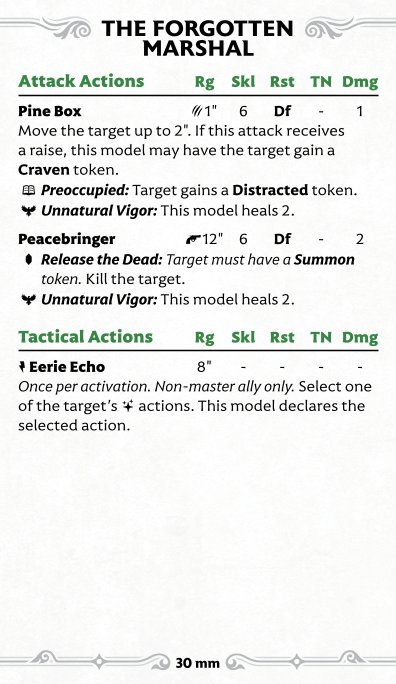 THE FORGOTTEN
MARSHAL
Attack Actions Rg Skl Rst TN Dmg
Pine Box 1" 6 Df - 1
Move the target up to 2". If this attack receives
a raise, this model may have the target gain a
Craven token.
Preoccupied: Target gains a Distracted token.
Unnatural Vigor: This model heals 2.
Peacebringer 12" 6 Df - 2
Release the Dead: Target must have a Summon
token. Kill the target.
Unnatural Vigor: This model heals 2.
Tactical Actions Rg Skl Rst TN Dmg
Eerie Echo 8" - - - -
Once per activation. Non-master ally only. Select one
of the target's actions. This model declares the
selected action.
30 mm